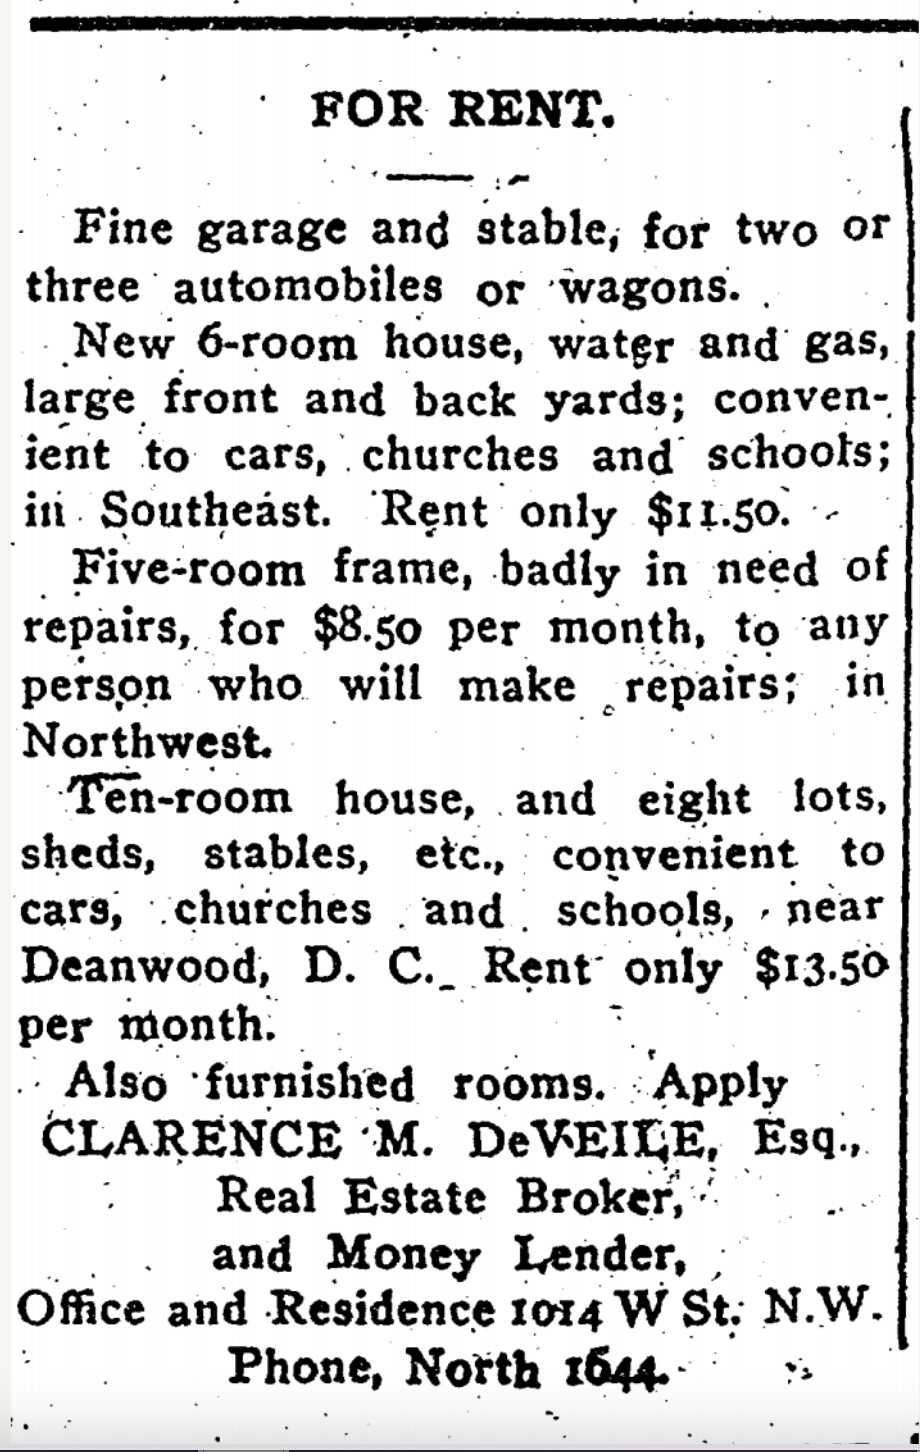 FOR RENT.
Fine garage and stable, for two or
three automobiles or wagons.
New 6-room house, water and gas,
large front and back yards; conven-
ient to cars, churches and schools;
in Southeast. Rent only $11.50.
Five-room frame, badly in need of
repairs, for $8.50 per month, to any
person who will make repairs; in
Northwest.
Ten-room house, and eight lots,
sheds, stables, etc., convenient to
cars, churches and schools, near
Deanwood, D. C. Rent only $13.50
per month.
Also furnished rooms. Apply
CLARENCE M. DeVEILE, Esq.,
Real Estate Broker,
and Money Lender,
Office and Residence 1014 W St. N.W.
Phone, North 1644.